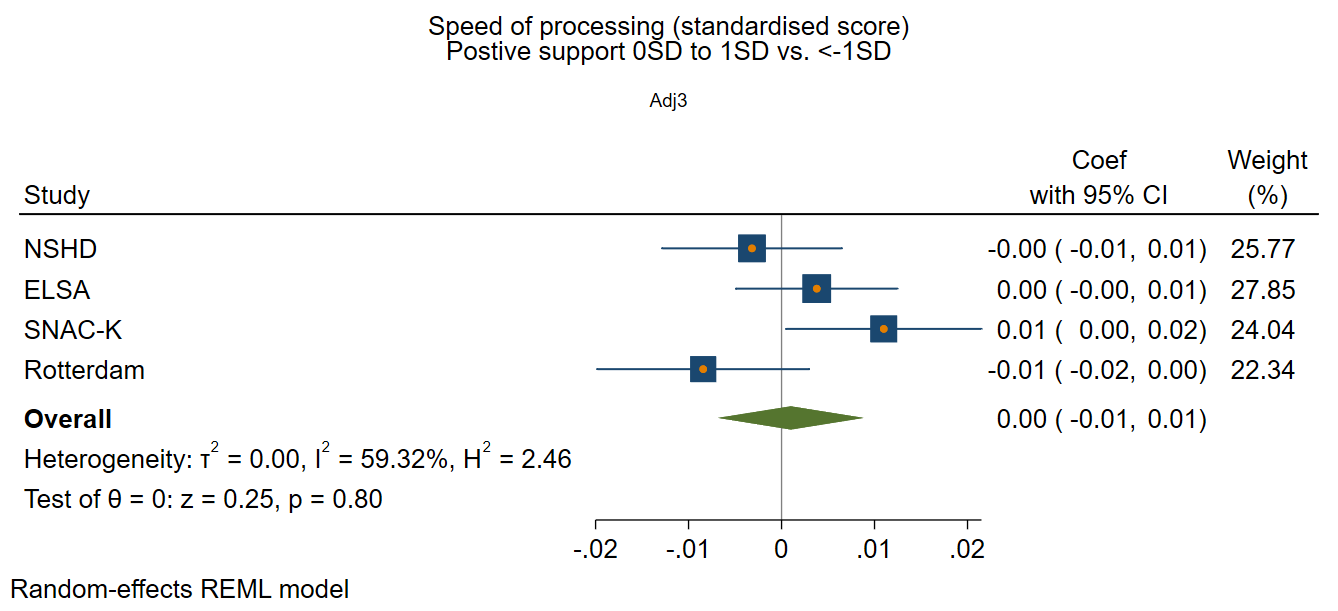 Speed of processing (standardised score)
Postive support 0SD to 1SD vs. <-1SD
Adj3
Coef Weight
Study with 95% CI (%)
NSHD -0.00 ( -0.01, 0.01) 25.77
ELSA 0.00 ( -0.00, 0.01) 27.85
SNAC-K 0.01 ( 0.00, 0.02) 24.04
Rotterdam -0.01 ( -0.02, 0.00) 22.34
Overall 0.00 ( -0.01, 0.01)
Heterogeneity: τ² = 0.00, I² = 59.32%, H² = 2.46
Test of θ = 0: z = 0.25, p = 0.80
-.02 -.01 0 .01 .02
Random-effects REML model